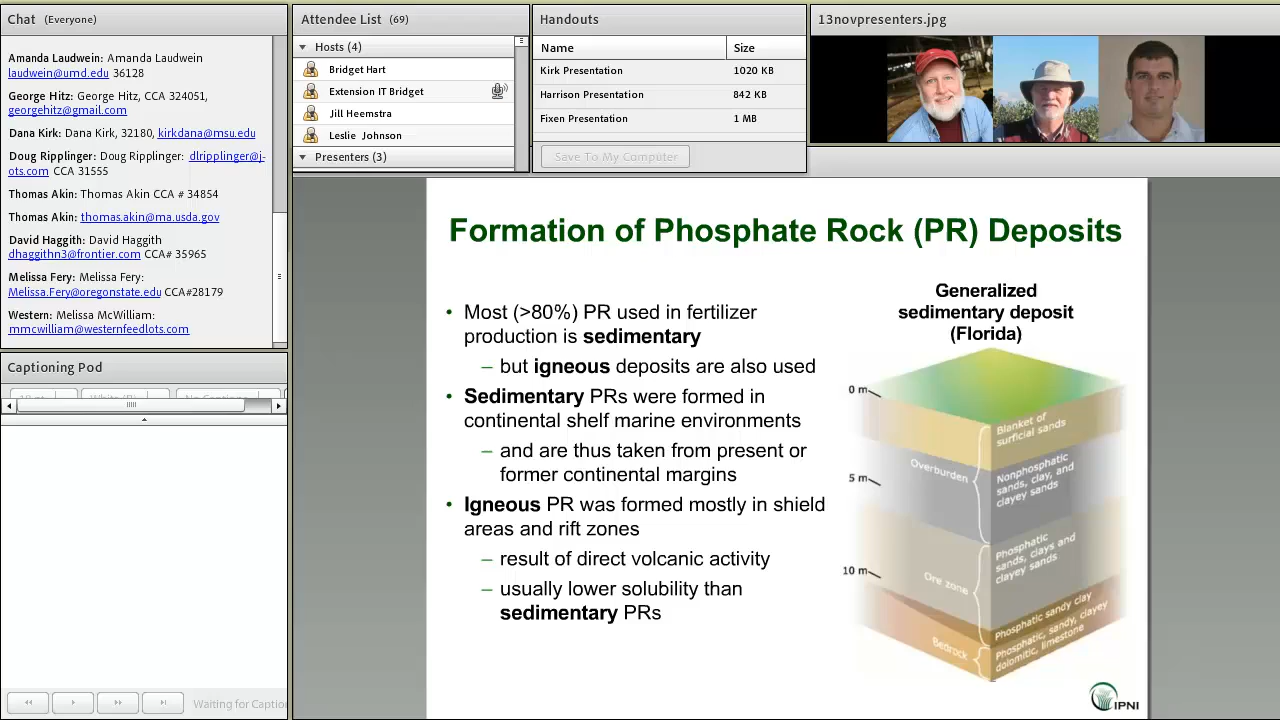 Chat (Everyone)
Amanda Laudwein: Amanda Laudwein
laudwein@umd.edu 36128
George Hitz: George Hitz, CCA 324051,
georgehitz@gmail.com
Dana Kirk: Dana Kirk, 32180, kirkdana@msu.edu
Doug Ripplinger: Doug Ripplinger: dlripplinger@j-
ots.com CCA 31555
Thomas Akin: Thomas Akin CCA # 34854
Thomas Akin: thomas.akin@ma.usda.gov
David Haggith: David Haggith
dhaggithn3@frontier.com CCA# 35965
Melissa Fery: Melissa Fery:
Melissa.Fery@oregonstate.edu CCA#28179
Western: Melissa McWilliam:
mmcwilliam@westernfeedlots.com
Captioning Pod
Waiting for Captio
Attendee List (69)
Hosts (4)
Bridget Hart
Extension IT Bridget
Jill Heemstra
Leslie Johnson
Presenters (3)
Handouts
Name Size
Kirk Presentation 1020 KB
Harrison Presentation 842 KB
Fixen Presentation 1 MB
Save To My Computer
13novpresenters.jpg
Formation of Phosphate Rock (PR) Deposits
• Most (>80%) PR used in fertilizer
production is sedimentary
– but igneous deposits are also used
• Sedimentary PRs were formed in
continental shelf marine environments
– and are thus taken from present or
former continental margins
• Igneous PR was formed mostly in shield
areas and rift zones
– result of direct volcanic activity
– usually lower solubility than
sedimentary PRs
Generalized
sedimentary deposit
(Florida)
0 m
5 m
10 m
Overburden
Blanket of
surficial sands
Nonphosphatic
sands, clay, and
clayey sands
Ore zone
Phosphatic
sands, clays and
clayey sands
Phosphatic sandy clay
Bedrock
Phosphatic, sandy, clayey
dolomitic, limestone
IPNI